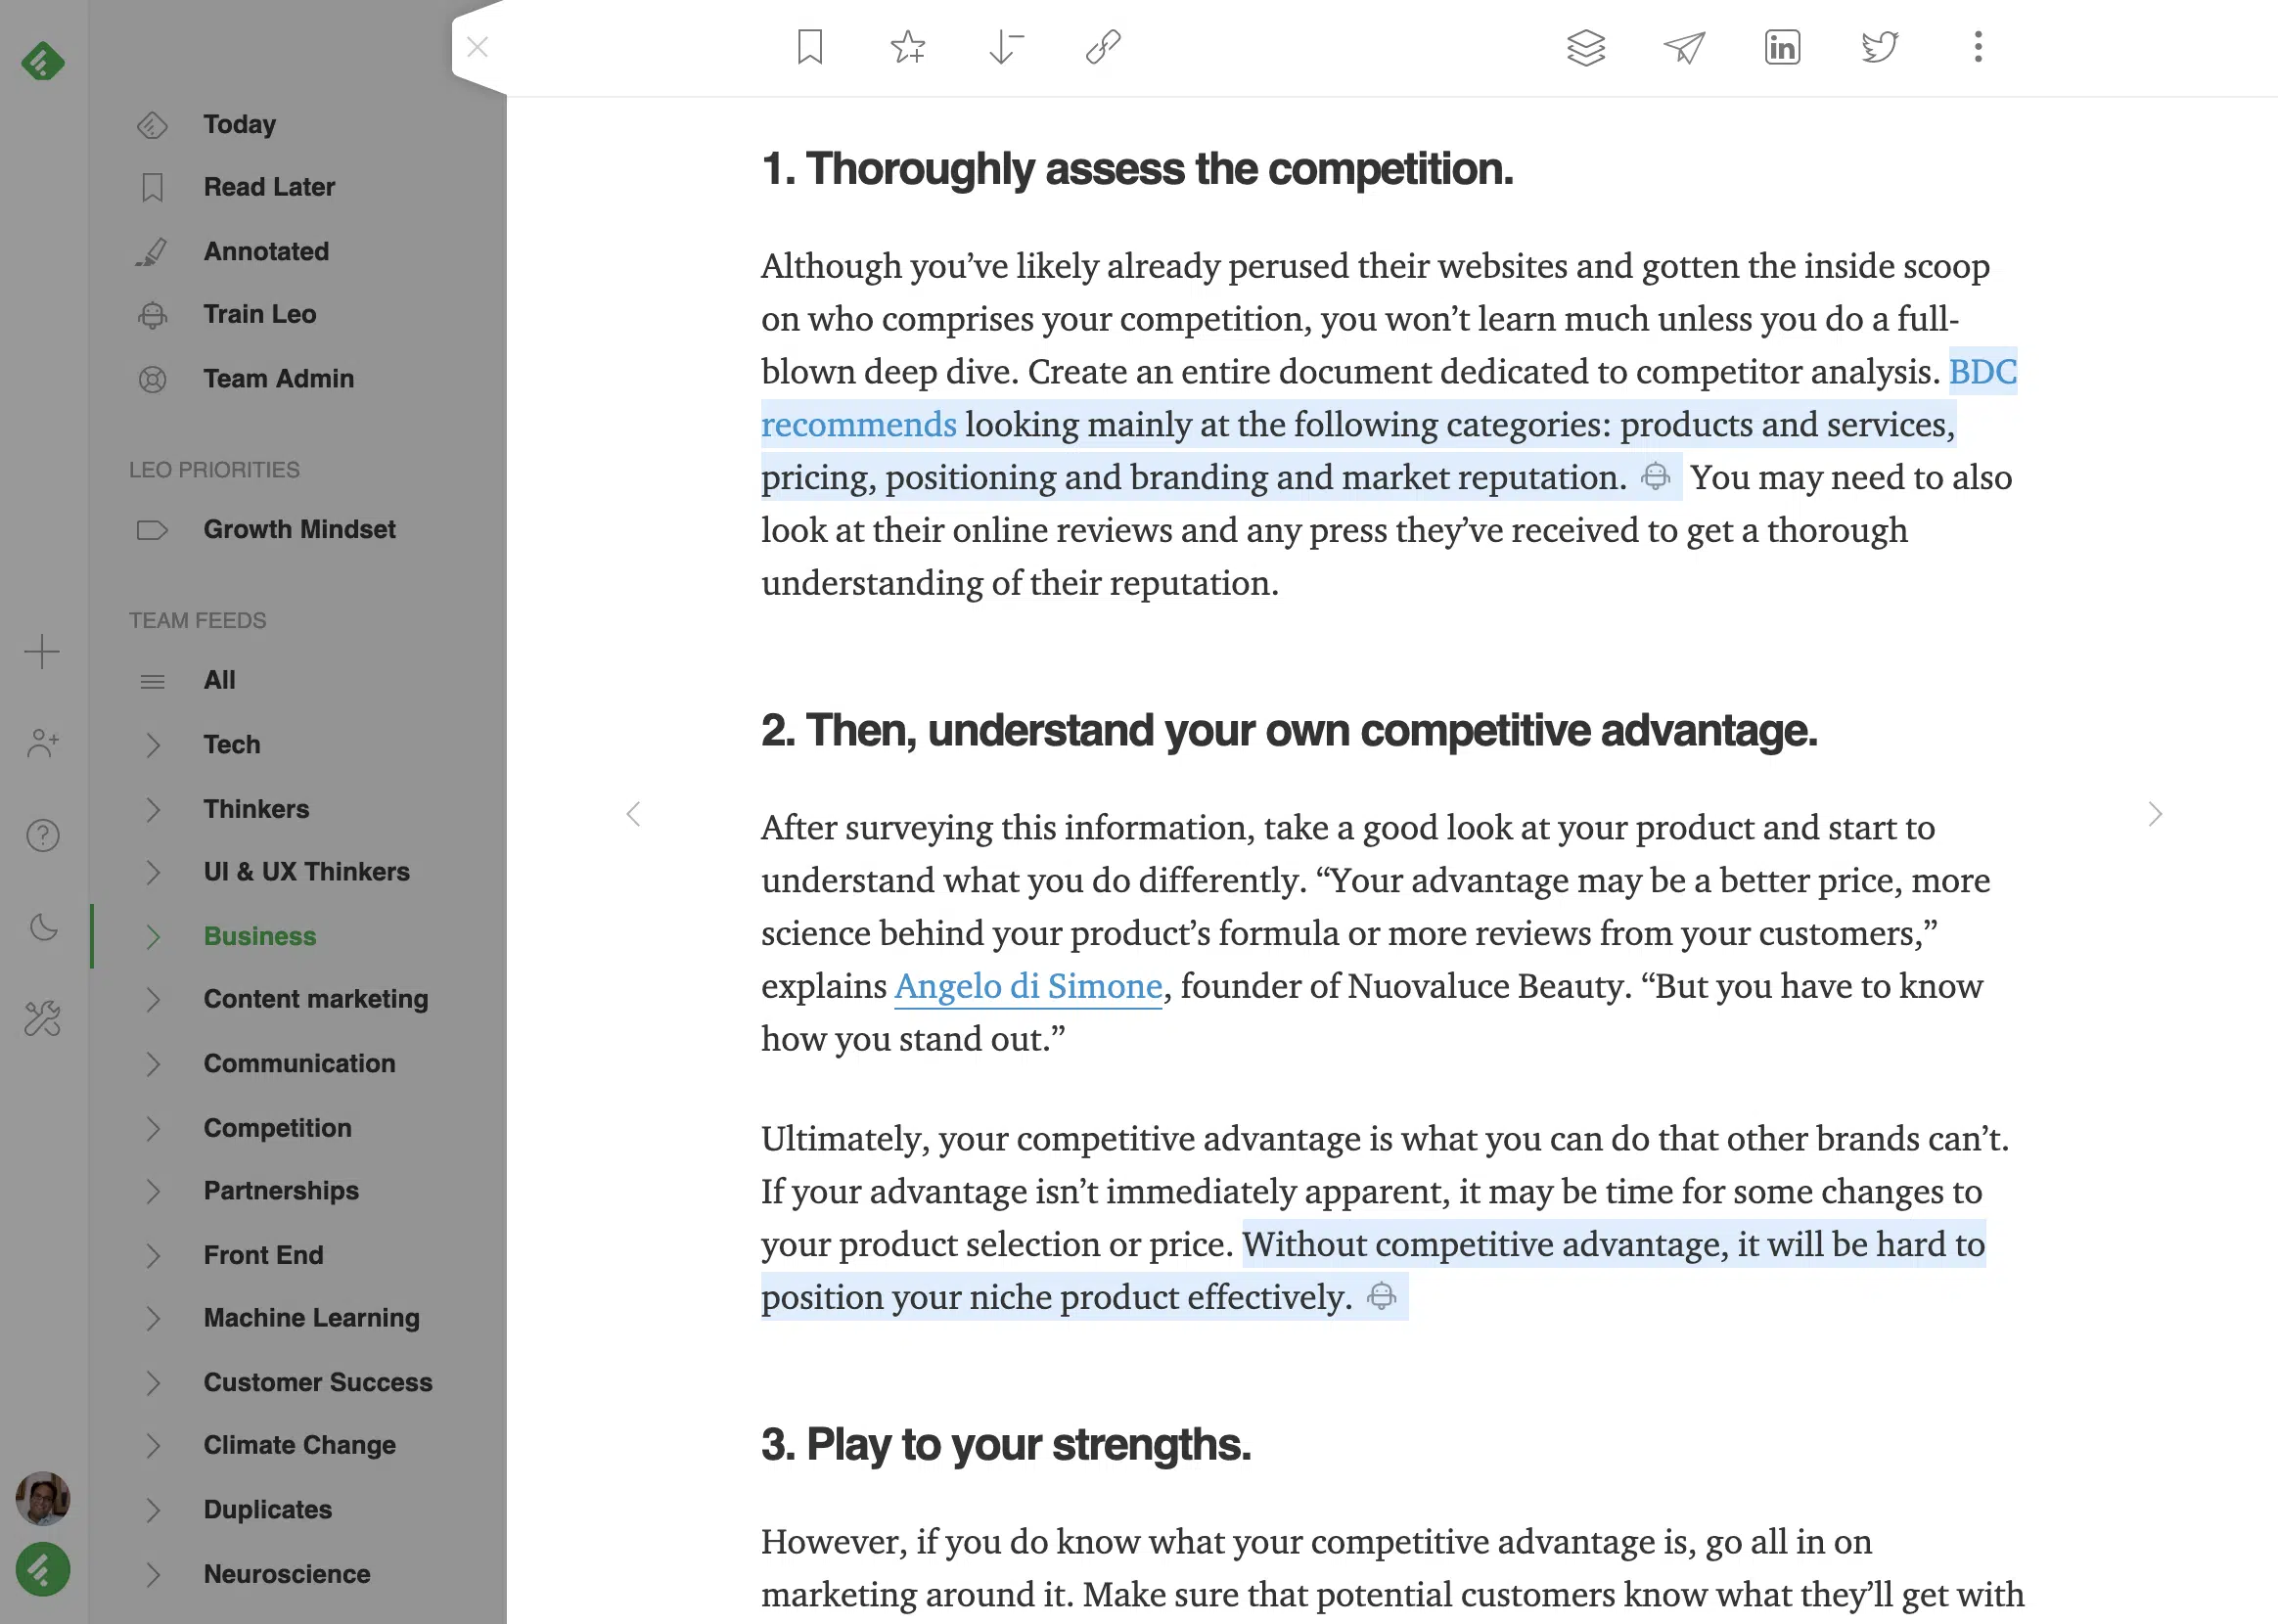 Today
Read Later
Annotated
Train Leo
Team Admin
LEO PRIORITIES
Growth Mindset
TEAM FEEDS
All
Tech
Thinkers
UI & UX Thinkers
Business
Content marketing
Communication
Competition
Partnerships
Front End
Machine Learning
Customer Success
Climate Change
Duplicates
Neuroscience
1. Thoroughly assess the competition.
Although you’ve likely already perused their websites and gotten the inside scoop
on who comprises your competition, you won’t learn much unless you do a full-
blown deep dive. Create an entire document dedicated to competitor analysis. BDC
recommends looking mainly at the following categories: products and services,
pricing, positioning and branding and market reputation. You may need to also
look at their online reviews and any press they’ve received to get a thorough
understanding of their reputation.
2. Then, understand your own competitive advantage.
After surveying this information, take a good look at your product and start to
understand what you do differently. “Your advantage may be a better price, more
science behind your product’s formula or more reviews from your customers,”
explains Angelo di Simone, founder of Nuovaluce Beauty. “But you have to know
how you stand out.”
Ultimately, your competitive advantage is what you can do that other brands can’t.
If your advantage isn’t immediately apparent, it may be time for some changes to
your product selection or price. Without competitive advantage, it will be hard to
position your niche product effectively.
3. Play to your strengths.
However, if you do know what your competitive advantage is, go all in on
marketing around it. Make sure that potential customers know what they’ll get with